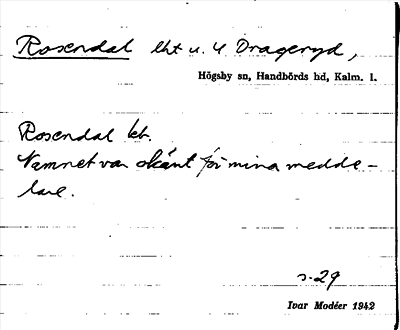 Rosendal lht u. 4 Drageryd,
Högsby sn, Handbörds hd, Kalm. l.
Rosendal let.
Namnet var okänt för mina medde-
lare.
s. 29
Ivar Modéer 1942